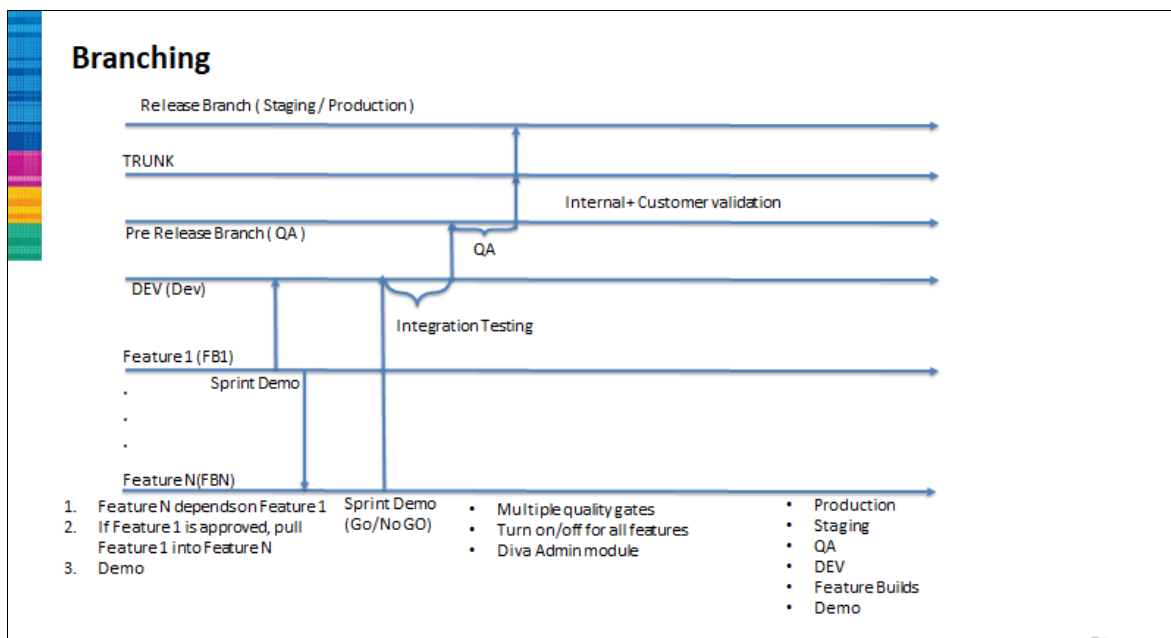 Branching
Release Branch ( Staging / Production )
TRUNK
Internal+ Customer validation
Pre Release Branch ( QA )
QA
DEV (Dev)
Integration Testing
Feature 1 (FB1)
Sprint Demo
.
.
.
Feature N(FBN)
1. Feature N depends on Feature 1
2. If Feature 1 is approved, pull
Feature 1 into Feature N
3. Demo
Sprint Demo
(Go/No GO)
• Multiple quality gates
• Turn on/off for all features
• Diva Admin module
• Production
• Staging
• QA
• DEV
• Feature Builds
• Demo